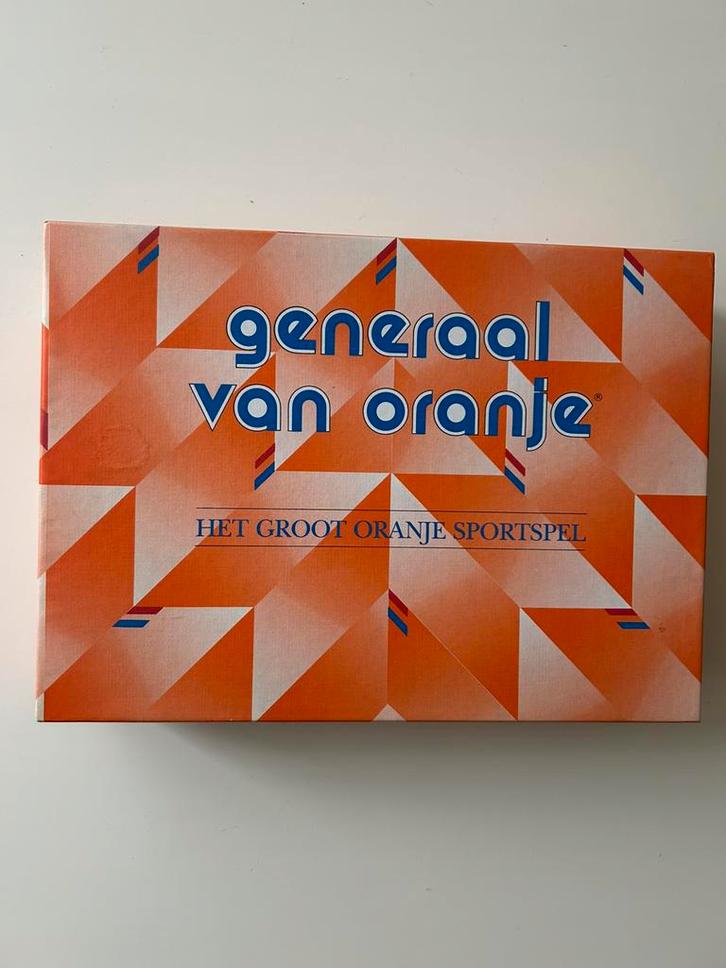 generaal
van oranje®
HET GROOT ORANJE SPORTSPEL